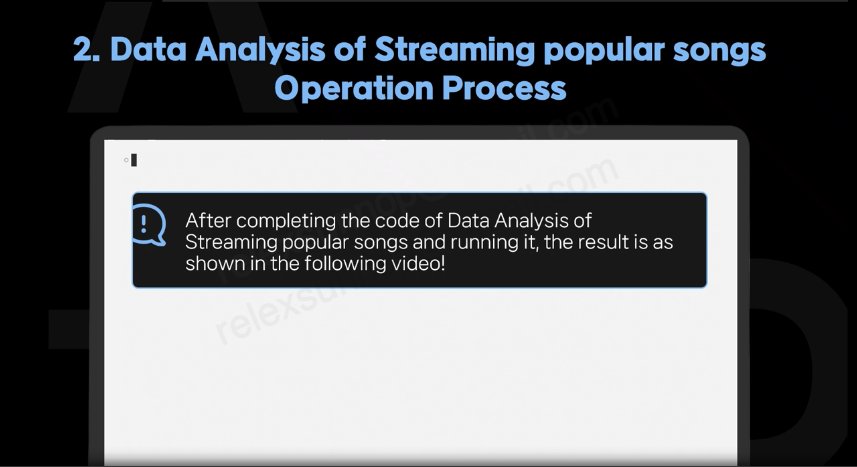 2. Data Analysis of Streaming popular songs
Operation Process
After completing the code of Data Analysis of
Streaming popular songs and running it, the result is as
shown in the following video!